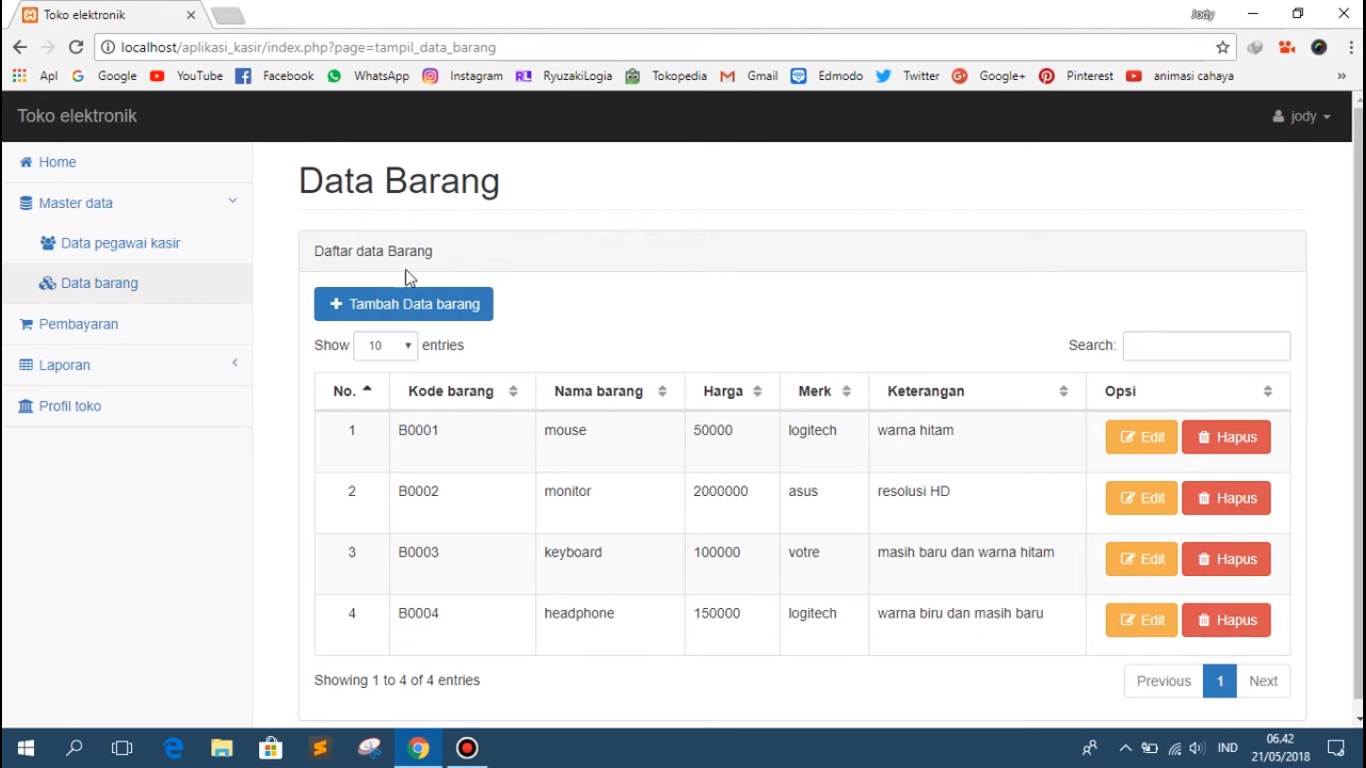 Toko elektronik
Jody
localhost/aplikasi_kasir/index.php?page=tampil_data_barang
Apl Google YouTube Facebook WhatsApp Instagram RyuzakiLogia Tokopedia Gmail Edmodo Twitter Google+ Pinterest animasi cahaya »
Toko elektronik
jody
Home
Master data
Data pegawai kasir
Data barang
Pembayaran
Laporan
Profil toko
Data Barang
Daftar data Barang
Tambah Data barang
Show 10 entries
Search:
No. Kode barang Nama barang Harga Merk Keterangan Opsi
1 B0001 mouse 50000 logitech warna hitam Edit Hapus
2 B0002 monitor 2000000 asus resolusi HD Edit Hapus
3 B0003 keyboard 100000 votre masih baru dan warna hitam Edit Hapus
4 B0004 headphone 150000 logitech warna biru dan masih baru Edit Hapus
Showing 1 to 4 of 4 entries
Previous 1 Next
IND
06.42
21/05/2018